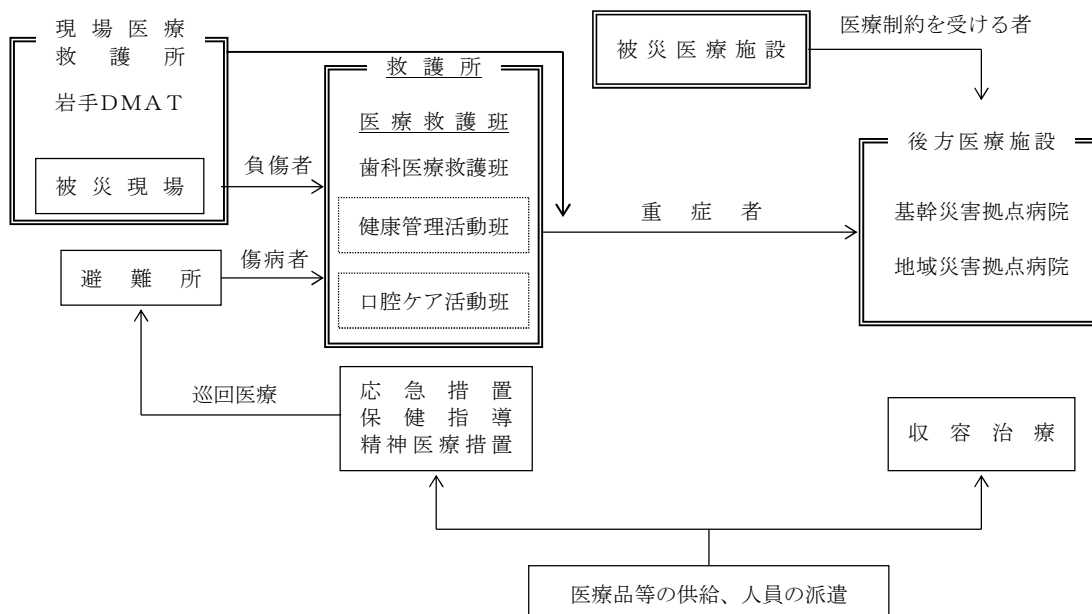 現場医療
救護所
岩手DMAT
被災現場
負傷者
避難所
傷病者
救護所
医療救護班
歯科医療救護班
健康管理活動班
口腔ケア活動班
被災医療施設
医療制約を受ける者
重症者
後方医療施設
基幹災害拠点病院
地域災害拠点病院
巡回医療
応急措置
保健指導
精神医療措置
収容治療
医療品等の供給、人員の派遣